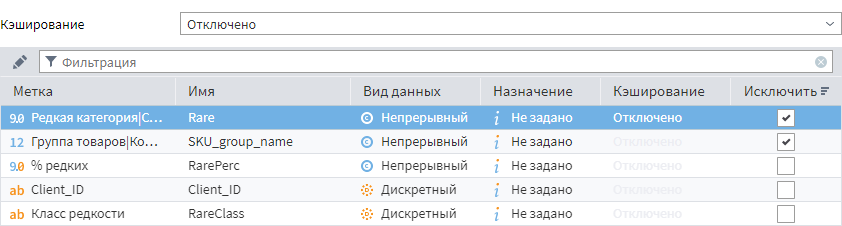 Кэширование Отключено
Фильтрация
Метка Имя Вид данных Назначение Кэширование Исключить
9.0 Редкая категория|С... Rare Непрерывный Не задано Отключено
12 Группа товаров|Ко... SKU_group_name Непрерывный Не задано Отключено
9.0 % редких RarePerc Непрерывный Не задано Отключено
ab Client_ID Client_ID Дискретный Не задано Отключено
ab Класс редкости RareClass Дискретный Не задано Отключено